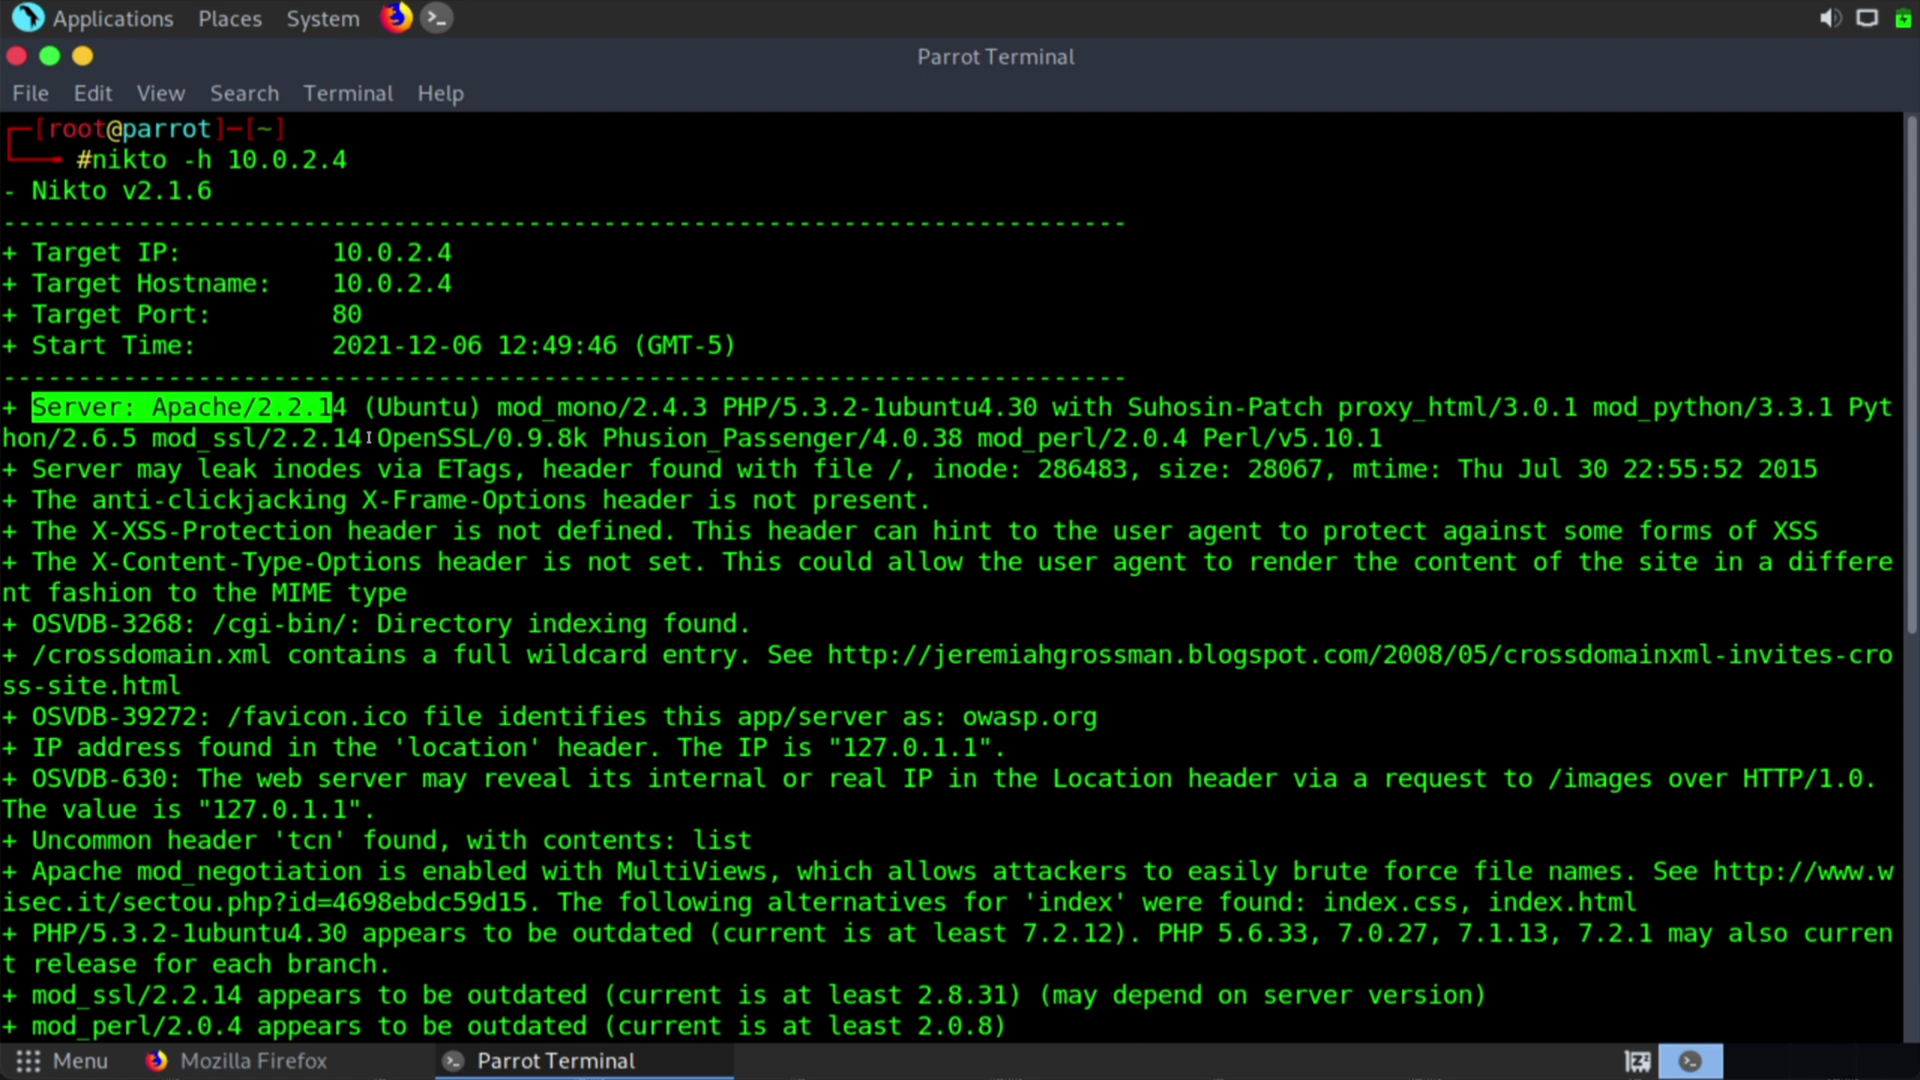 Applications Places System
Parrot Terminal
File Edit View Search Terminal Help
[root@parrot]─[~]
#nikto -h 10.0.2.4
- Nikto v2.1.6
---------------------------------------------------------------------------
+ Target IP: 10.0.2.4
+ Target Hostname: 10.0.2.4
+ Target Port: 80
+ Start Time: 2021-12-06 12:49:46 (GMT-5)
---------------------------------------------------------------------------
+ Server: Apache/2.2.14 (Ubuntu) mod_mono/2.4.3 PHP/5.3.2-1ubuntu4.30 with Suhosin-Patch proxy_html/3.0.1 mod_python/3.3.1 Pyt
hon/2.6.5 mod_ssl/2.2.14 OpenSSL/0.9.8k Phusion_Passenger/4.0.38 mod_perl/2.0.4 Perl/v5.10.1
+ Server may leak inodes via ETags, header found with file /, inode: 286483, size: 28067, mtime: Thu Jul 30 22:55:52 2015
+ The anti-clickjacking X-Frame-Options header is not present.
+ The X-XSS-Protection header is not defined. This header can hint to the user agent to protect against some forms of XSS
+ The X-Content-Type-Options header is not set. This could allow the user agent to render the content of the site in a differe
nt fashion to the MIME type
+ OSVDB-3268: /cgi-bin/: Directory indexing found.
+ /crossdomain.xml contains a full wildcard entry. See http://jeremiahgrossman.blogspot.com/2008/05/crossdomainxml-invites-cro
ss-site.html
+ OSVDB-39272: /favicon.ico file identifies this app/server as: owasp.org
+ IP address found in the 'location' header. The IP is "127.0.1.1".
+ OSVDB-630: The web server may reveal its internal or real IP in the Location header via a request to /images over HTTP/1.0.
The value is "127.0.1.1".
+ Uncommon header 'tcn' found, with contents: list
+ Apache mod_negotiation is enabled with MultiViews, which allows attackers to easily brute force file names. See http://www.w
isec.it/sectou.php?id=4698ebdc59d15. The following alternatives for 'index' were found: index.css, index.html
+ PHP/5.3.2-1ubuntu4.30 appears to be outdated (current is at least 7.2.12). PHP 5.6.33, 7.0.27, 7.1.13, 7.2.1 may also curren
t release for each branch.
+ mod_ssl/2.2.14 appears to be outdated (current is at least 2.8.31) (may depend on server version)
+ mod_perl/2.0.4 appears to be outdated (current is at least 2.0.8)
Menu Mozilla Firefox Parrot Terminal